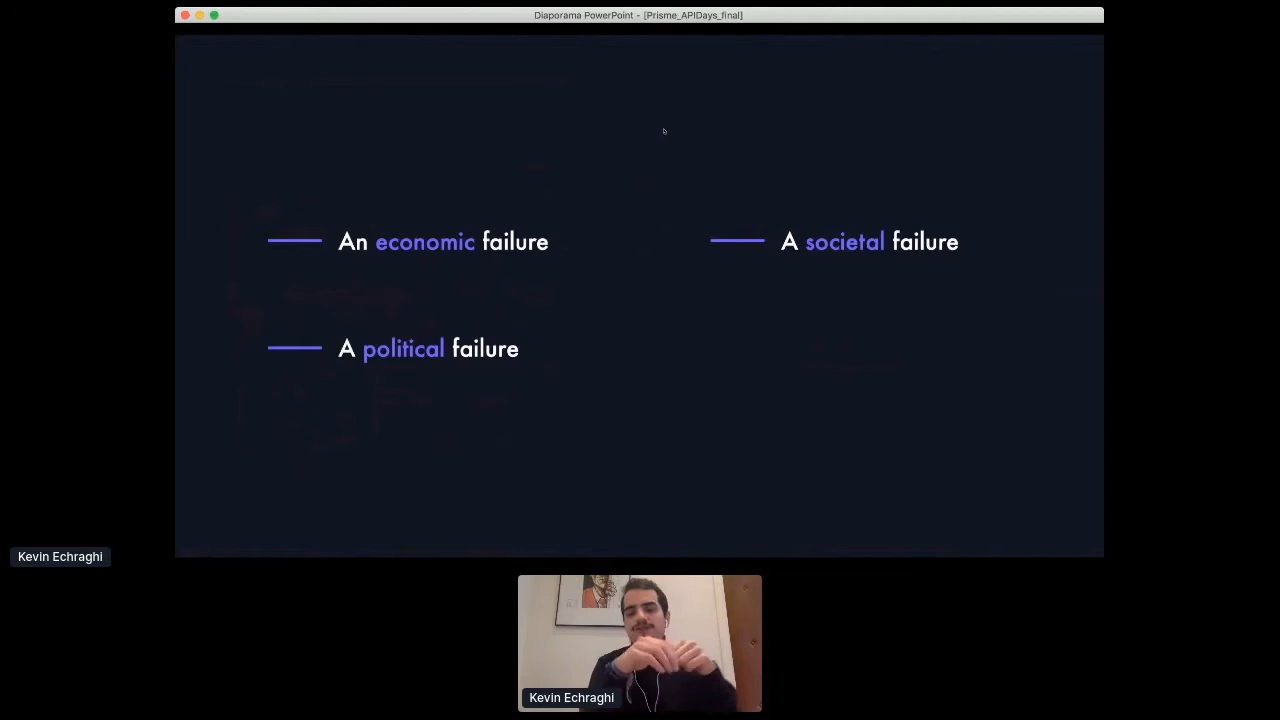 Diaporama PowerPoint - [Prisme_APIDays_final]
An economic failure
A societal failure
A political failure
Kevin Echraghi
Kevin Echraghi